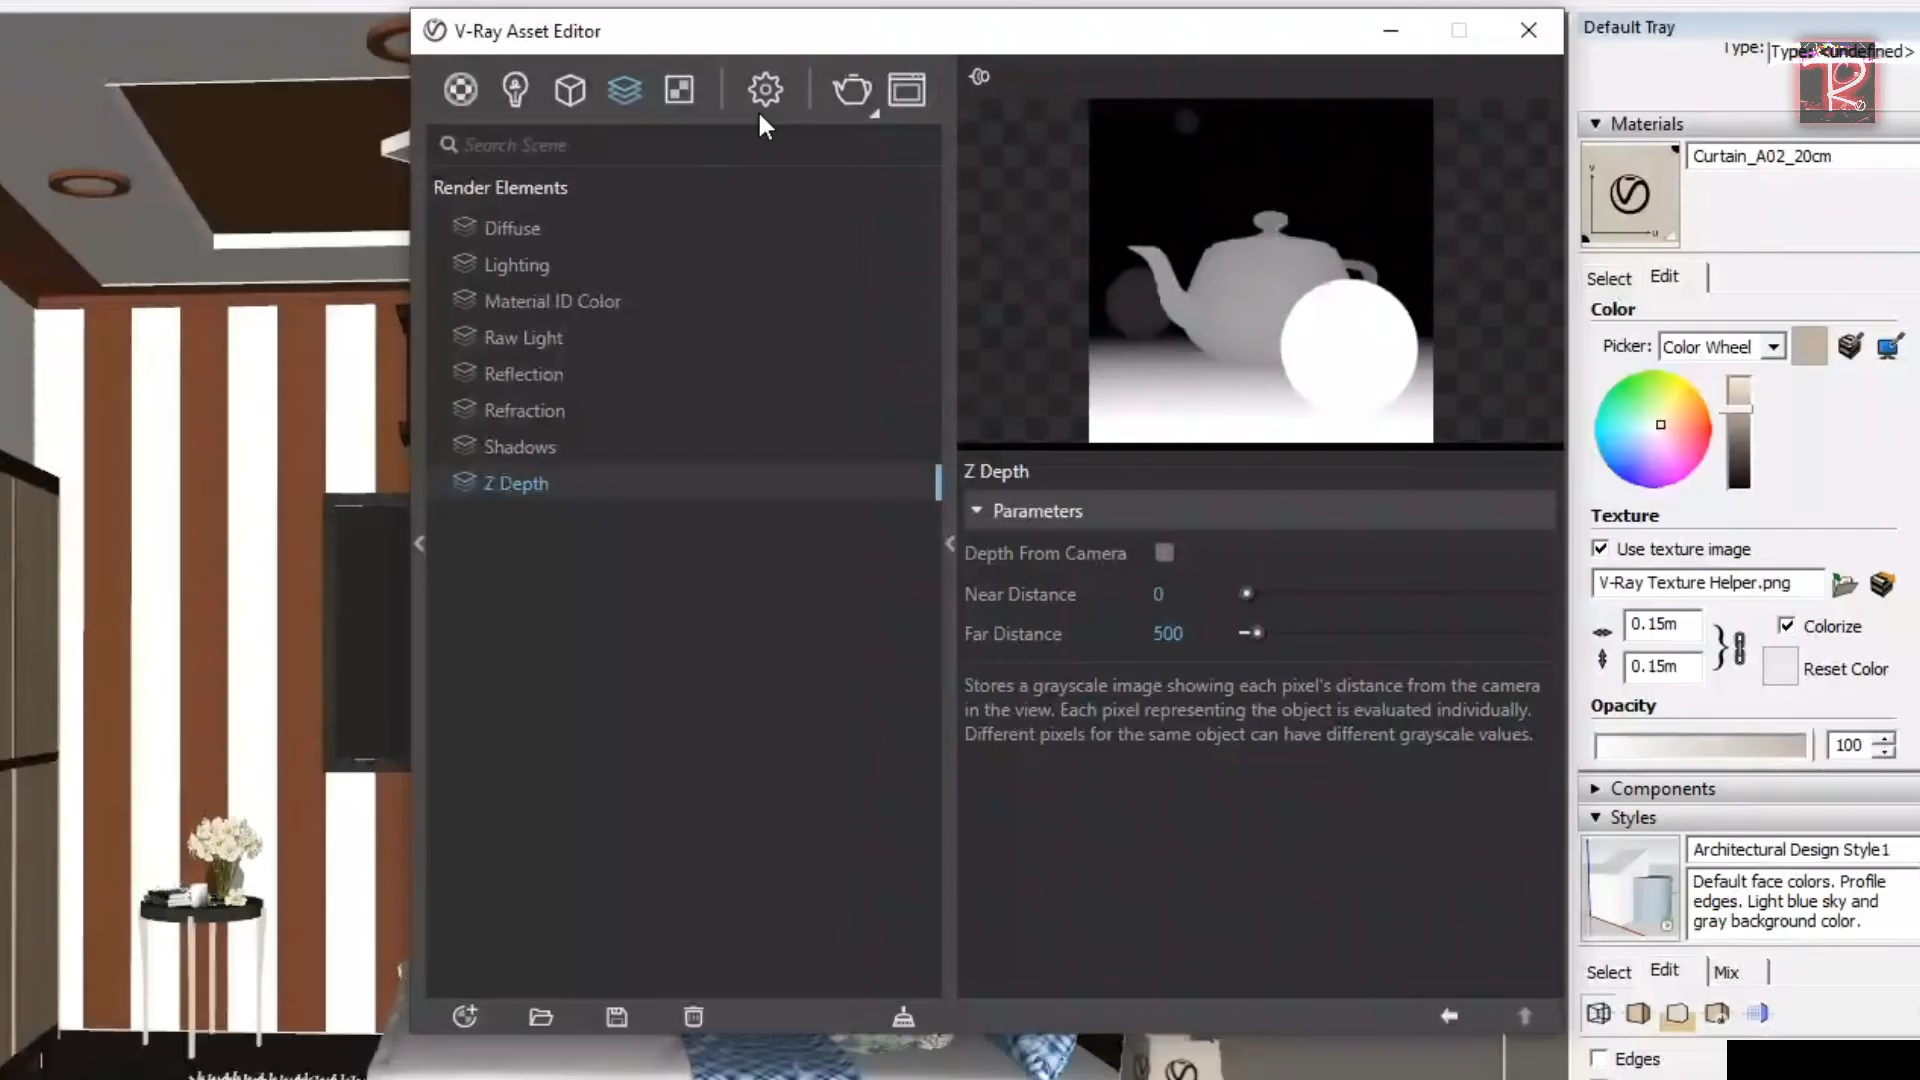 V-Ray Asset Editor
Search Scene
Render Elements
Diffuse
Lighting
Material ID Color
Raw Light
Reflection
Refraction
Shadows
Z Depth
Z Depth
Parameters
Depth From Camera
Near Distance 0
Far Distance 500
Stores a grayscale image showing each pixel's distance from the camera
in the view. Each pixel representing the object is evaluated individually.
Different pixels for the same object can have different grayscale values.
Default Tray
Type: Type: <undefined>
Materials
Curtain_A02_20cm
Select Edit
Color
Picker: Color Wheel
Texture
Use texture image
V-Ray Texture Helper.png
0.15m
Colorize
0.15m
Reset Color
Opacity
100
Components
Styles
Architectural Design Style1
Default face colors. Profile
edges. Light blue sky and
gray background color.
Select Edit Mix
Edges